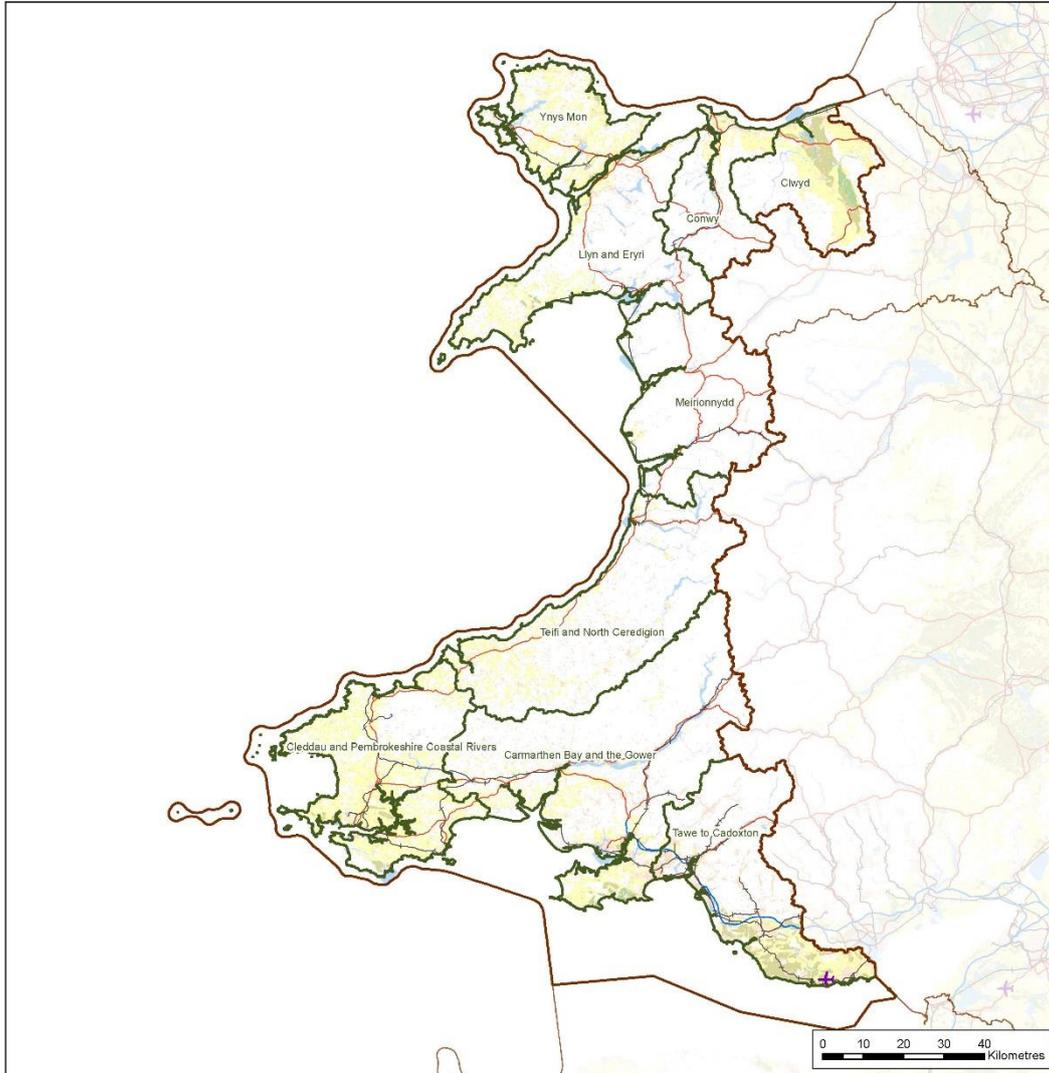 Ynys Mon
Clwyd
Conwy
Llyn and Eryri
Meirionnydd
Teifi and North Ceredigion
Cleddau and Pembrokeshire Coastal Rivers
Carmarthen Bay and the Gower
Tawe to Cadoxton
0 10 20 30 40
Kilometres